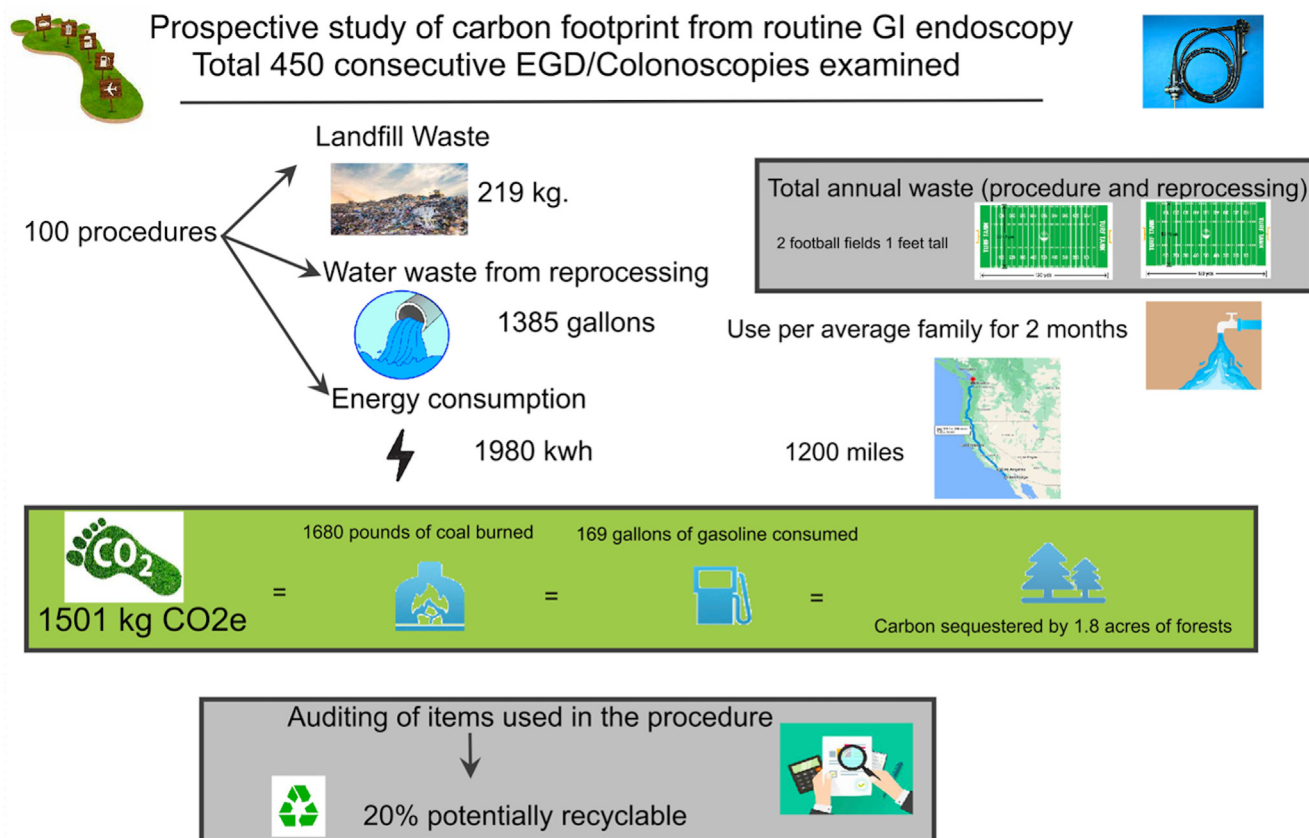 Prospective study of carbon footprint from routine GI endoscopy
Total 450 consecutive EGD/Colonoscopies examined
Landfill Waste
219 kg.
100 procedures
Water waste from reprocessing
1385 gallons
Energy consumption
1980 kwh
Total annual waste (procedure and reprocessing)
2 football fields 1 feet tall
Use per average family for 2 months
1200 miles
CO2
1501 kg CO2e
=
1680 pounds of coal burned
=
169 gallons of gasoline consumed
=
Carbon sequestered by 1.8 acres of forests
Auditing of items used in the procedure
20% potentially recyclable